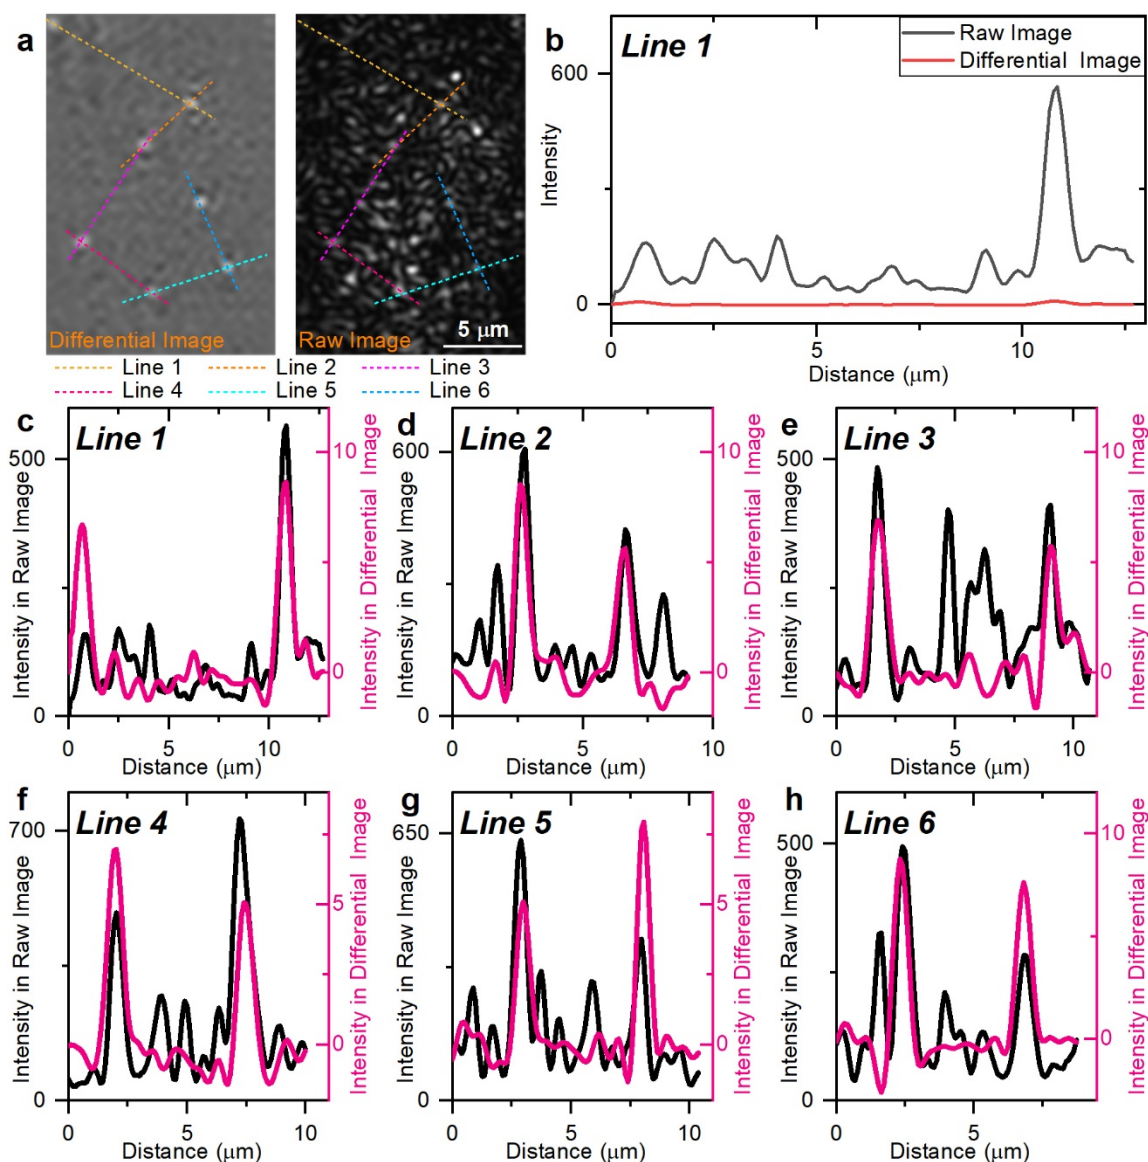 a
Differential Image
Raw Image
5 μm
Line 1
Line 2
Line 3
Line 4
Line 5
Line 6
b
Line 1
Raw Image
Differential Image
Intensity
600
0
0
5
10
Distance (μm)
c
Line 1
Intensity in Raw Image
500
0
Intensity in Differential Image
10
0
0
5
10
Distance (μm)
d
Line 2
Intensity in Raw Image
600
0
Intensity in Differential Image
10
0
0
5
10
Distance (μm)
e
Line 3
Intensity in Raw Image
500
0
Intensity in Differential Image
10
0
0
5
10
Distance (μm)
f
Line 4
Intensity in Raw Image
700
0
Intensity in Differential Image
5
0
0
5
10
Distance (μm)
g
Line 5
Intensity in Raw Image
650
0
Intensity in Differential Image
5
0
0
5
10
Distance (μm)
h
Line 6
Intensity in Raw Image
500
0
Intensity in Differential Image
10
0
0
5
Distance (μm)